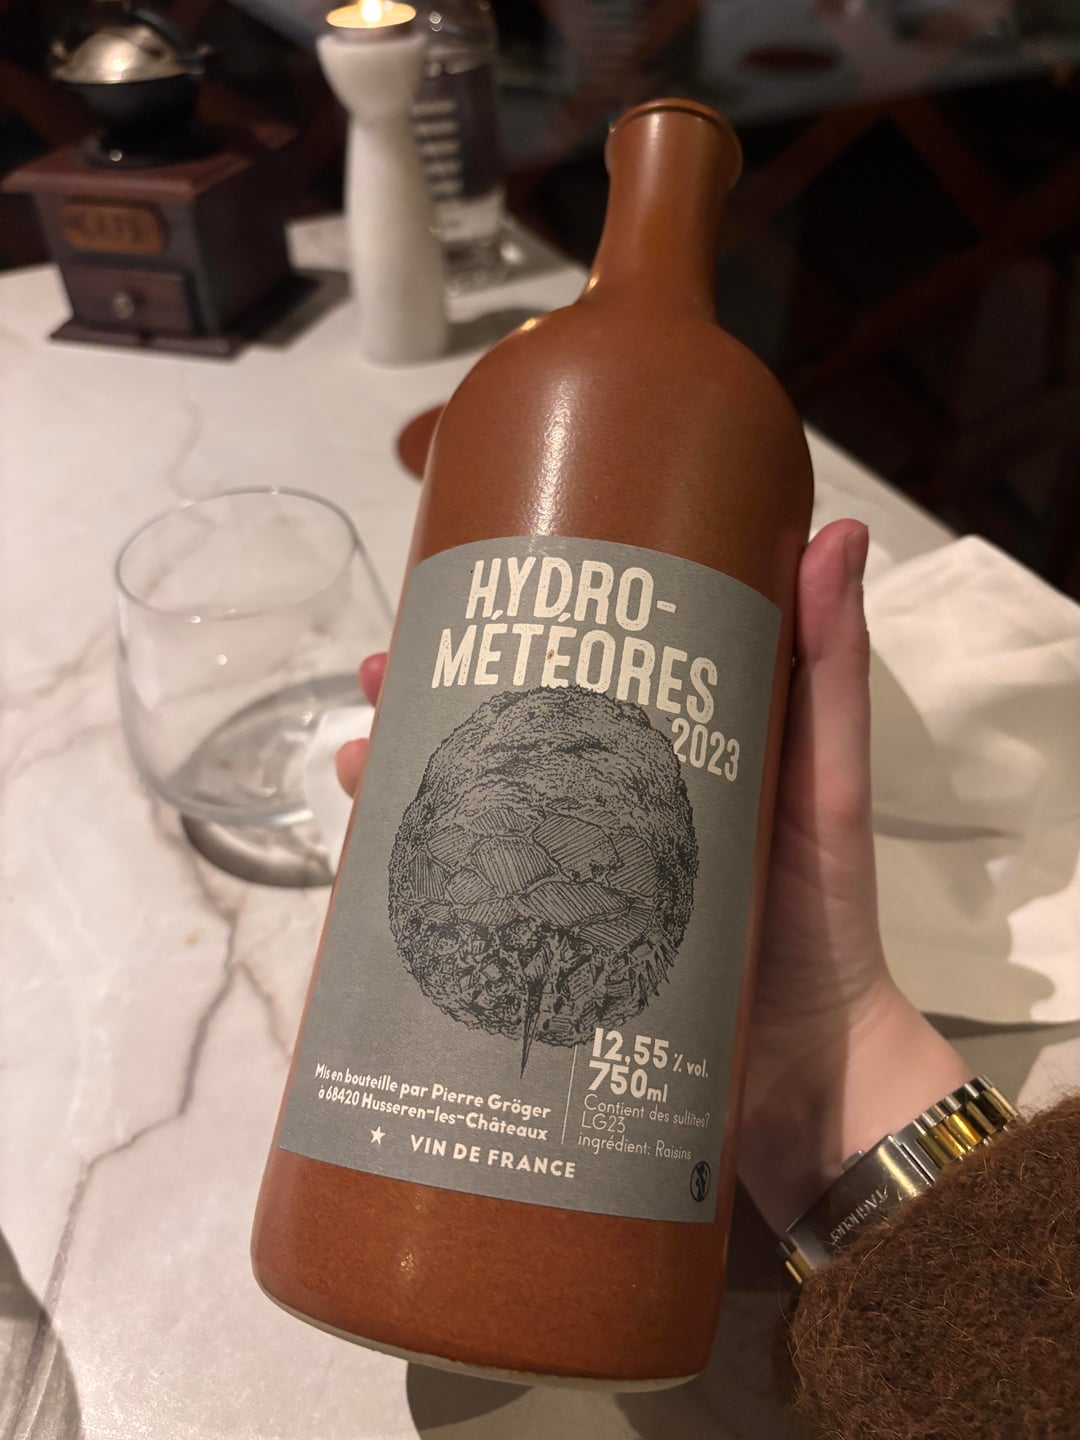 HYDRO-
MÉTÉORES
2023
12,55 % vol.
750ml
Contient des sulfites?
LG23
ingrédient: Raisins
Mis en bouteille par Pierre Gröger
à 68420 Husseren-les-Châteaux
VIN DE FRANCE